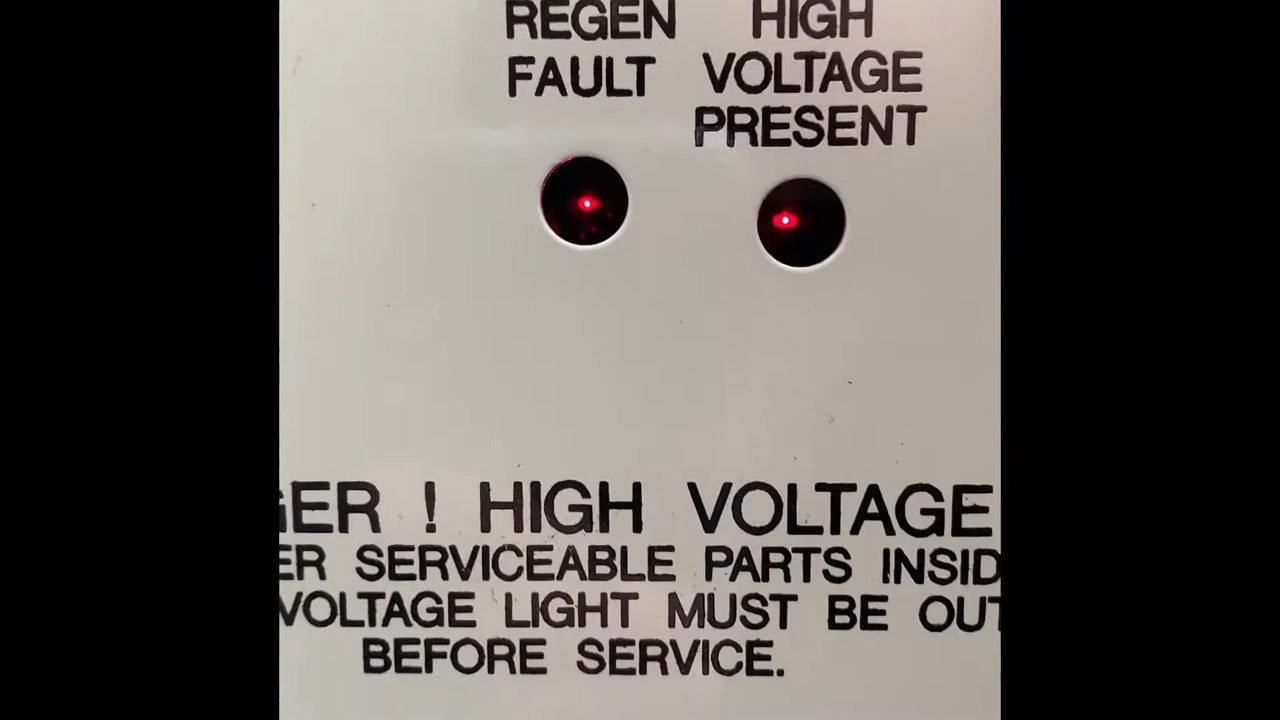 REGEN HIGH
FAULT VOLTAGE
PRESENT
GER ! HIGH VOLTAGE
ER SERVICEABLE PARTS INSID
VOLTAGE LIGHT MUST BE OUT
BEFORE SERVICE.